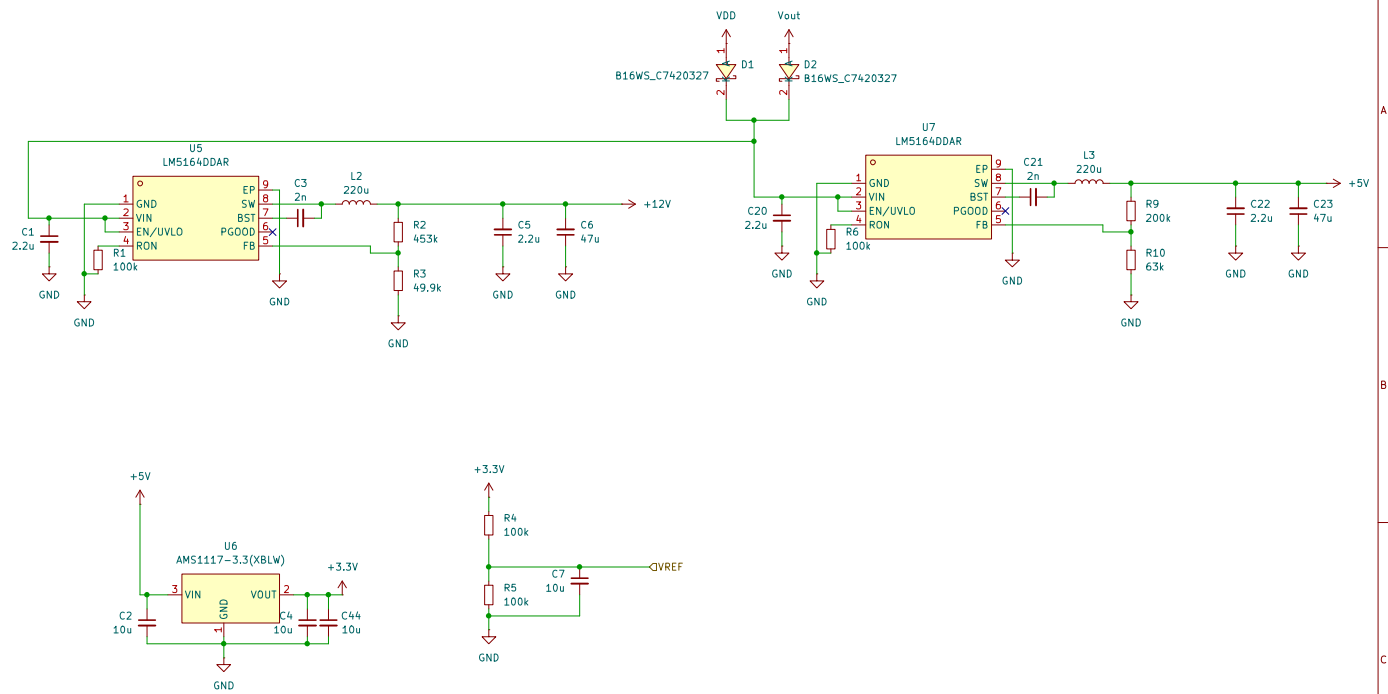 VDD
Vout
1
A
K
2
D1
B16WS_C7420327
1
A
K
2
D2
B16WS_C7420327
A
U5
LM5164DDAR
1
GND
2
VIN
3
EN/UVLO
4
RON
EP
9
SW
8
BST
7
PGOOD
6
FB
5
C1
2.2u
GND
R1
100k
GND
GND
C3
2n
L2
220u
R2
453k
R3
49.9k
GND
C5
2.2u
GND
C6
47u
GND
+12V
U7
LM5164DDAR
1
GND
2
VIN
3
EN/UVLO
4
RON
EP
9
SW
8
BST
7
PGOOD
6
FB
5
C20
2.2u
GND
R6
100k
GND
GND
C21
2n
L3
220u
R9
200k
R10
63k
GND
C22
2.2u
GND
C23
47u
GND
+5V
B
+5V
U6
AMS1117-3.3(XBLW)
+3.3V
3
VIN
VOUT
2
GND
1
C2
10u
C4
10u
C44
10u
GND
+3.3V
R4
100k
R5
100k
C7
10u
VREF
GND
C